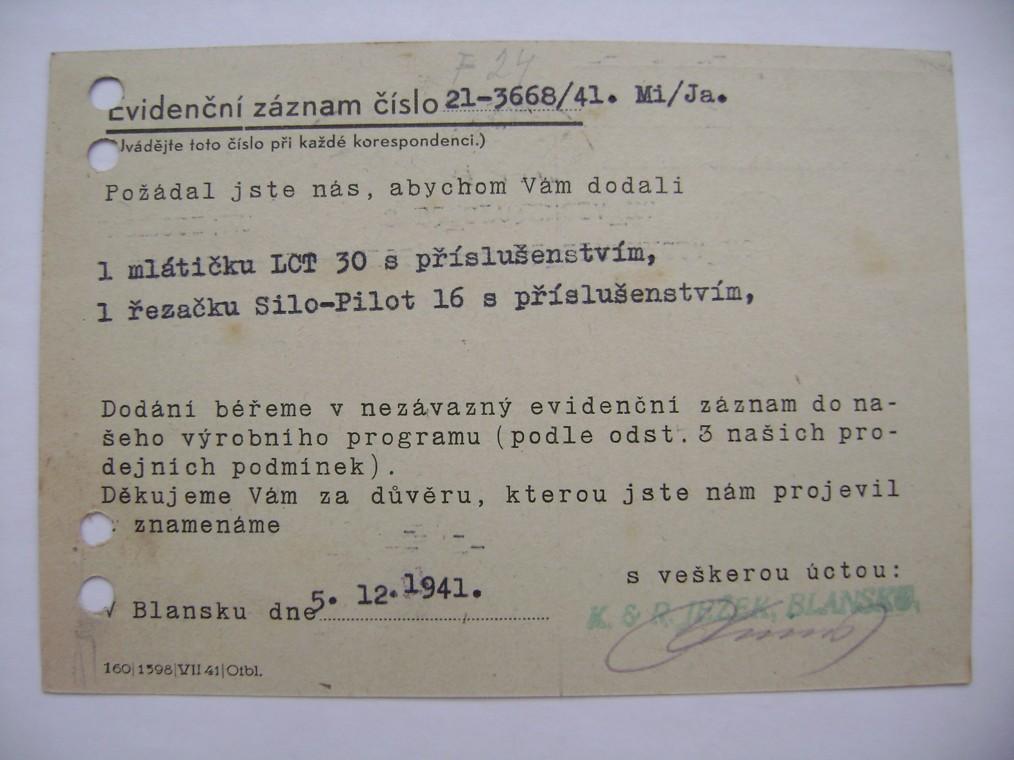 F 24
Evidenční záznam číslo 21-3668/41. Mi/Ja.
(Uvádějte toto číslo při každé korespondenci.)
Požádal jste nás, abychom Vám dodali
1 mlátičku LCT 30 s příslušenstvím,
1 řezačku Silo-Pilot 16 s příslušenstvím,
Dodání béřeme v nezávazný evidenční záznam do na-
šeho výrobního programu (podle odst. 3 našich pro-
dejních podmínek).
Děkujeme Vám za důvěru, kterou jste nám projevil
znamenáme
s veškerou úctou:
V Blansku dne 5. 12. 1941.
K. & R. JEŽEK, BLANSKO,
160|1598|VII 41|Otbl.